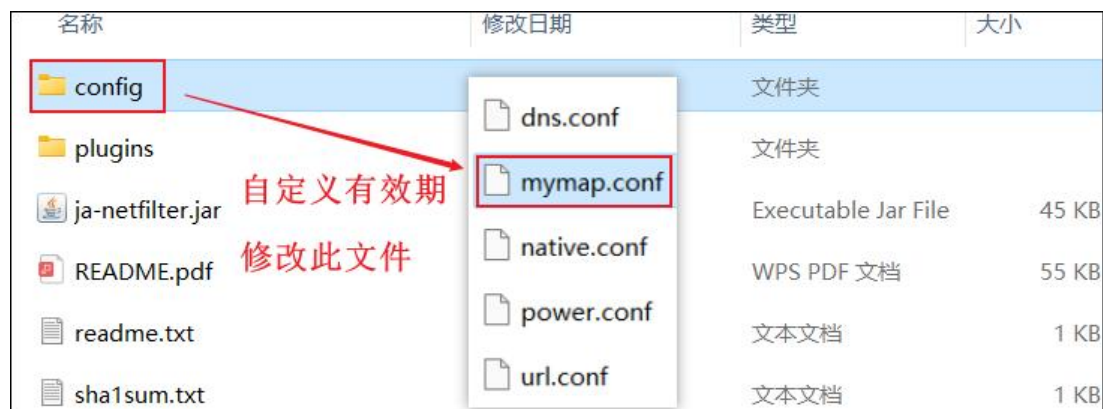 名称 修改日期 类型 大小
config 文件夹
dns.conf
plugins 文件夹
mymap.conf
自定义有效期
ja-netfilter.jar Executable Jar File 45 KB
native.conf
修改此文件
README.pdf WPS PDF 文档 55 KB
power.conf
readme.txt 文本文档 1 KB
url.conf
sha1sum.txt 文本文档 1 KB